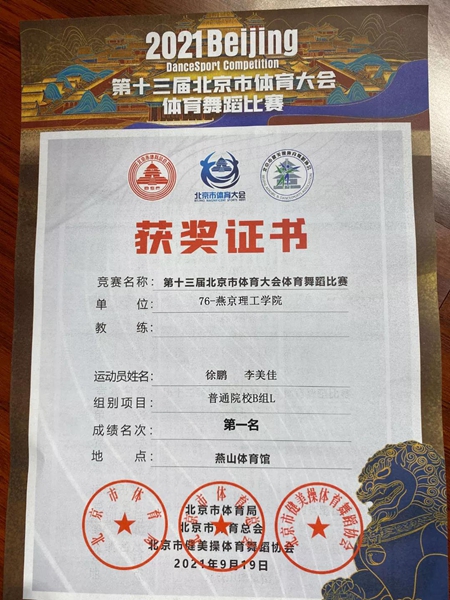 2021 Beijing
DanceSport Competition
第十三届北京市体育大会
体育舞蹈比赛
北京市体育大会
获奖证书
竞赛名称：第十三届北京市体育大会体育舞蹈比赛
单 位：76-燕京理工学院
教 练：
运动员姓名：徐鹏 李美佳
组别项目：普通院校B组L
成绩名次：第一名
地 点：燕山体育馆
北京市体育局
北京市体育总会
北京市健美操体育舞蹈协会
2021年9月19日